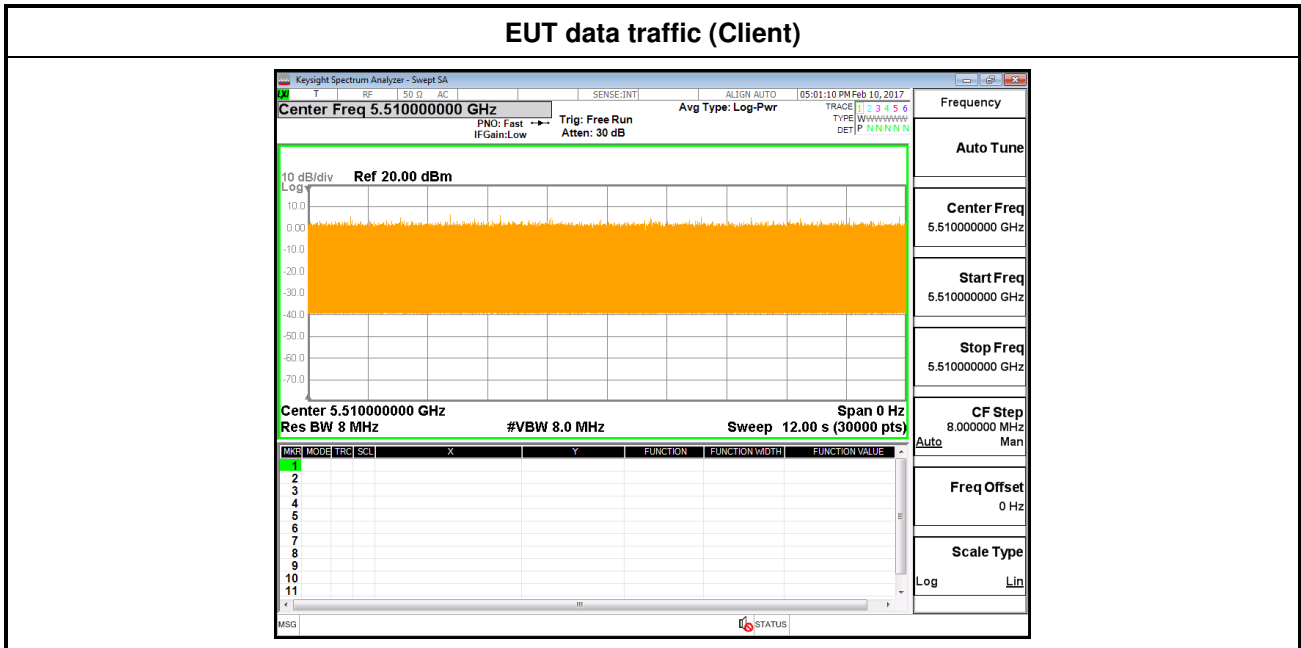 EUT data traffic (Client)
Keysight Spectrum Analyzer - Swept SA
LXI T RF 50 Ω AC SENSE:INT ALIGN AUTO 05:01:10 PM Feb 10, 2017
Center Freq 5.510000000 GHz
PNO: Fast
IFGain:Low
Trig: Free Run
Atten: 30 dB
Avg Type: Log-Pwr
TRACE 1 2 3 4 5 6
TYPE WWWWWW
DET P N N N N N
10 dB/div
Log
Ref 20.00 dBm
10.0
0.00
-10.0
-20.0
-30.0
-40.0
-50.0
-60.0
-70.0
Center 5.510000000 GHz Span 0 Hz
Res BW 8 MHz #VBW 8.0 MHz Sweep 12.00 s (30000 pts)
MKR MODE TRC SCL X Y FUNCTION FUNCTION WIDTH FUNCTION VALUE
1
2
3
4
5
6
7
8
9
10
11
MSG STATUS
Frequency
Auto Tune
Center Freq
5.510000000 GHz
Start Freq
5.510000000 GHz
Stop Freq
5.510000000 GHz
CF Step
8.000000 MHz
Auto Man
Freq Offset
0 Hz
Scale Type
Log Lin